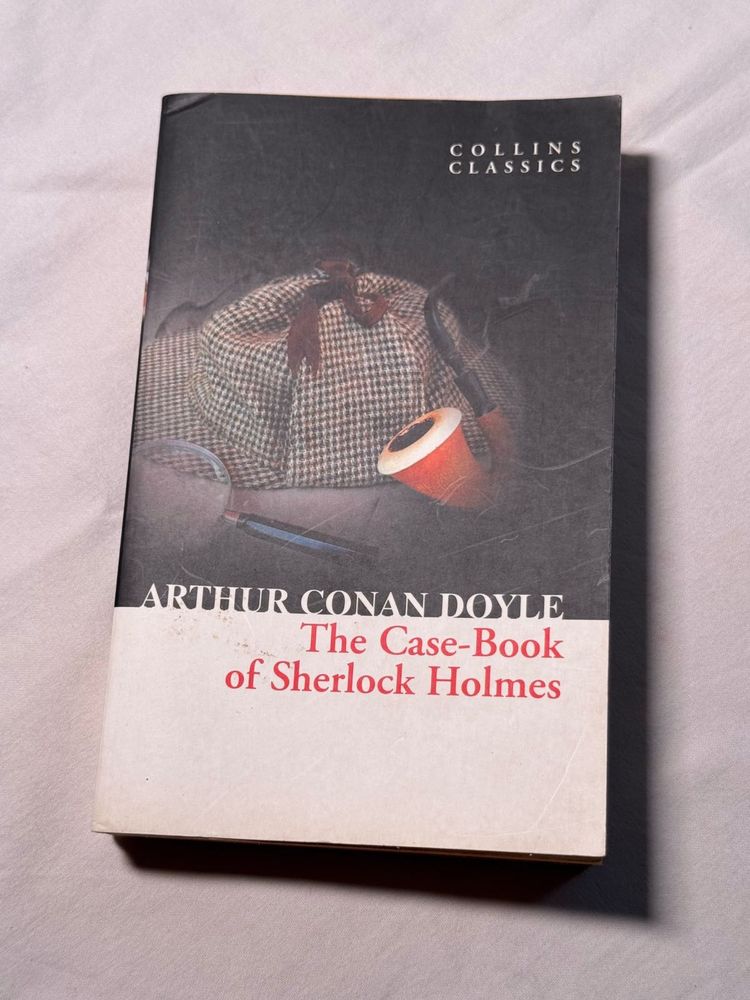 COLLINS
CLASSICS
ARTHUR CONAN DOYLE
The Case-Book
of Sherlock Holmes